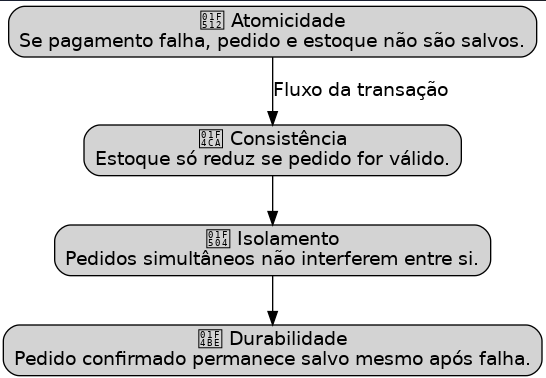 🔒 Atomicidade
Se pagamento falha, pedido e estoque não são salvos.
Fluxo da transação
📊 Consistência
Estoque só reduz se pedido for válido.
🔄 Isolamento
Pedidos simultâneos não interferem entre si.
💾 Durabilidade
Pedido confirmado permanece salvo mesmo após falha.